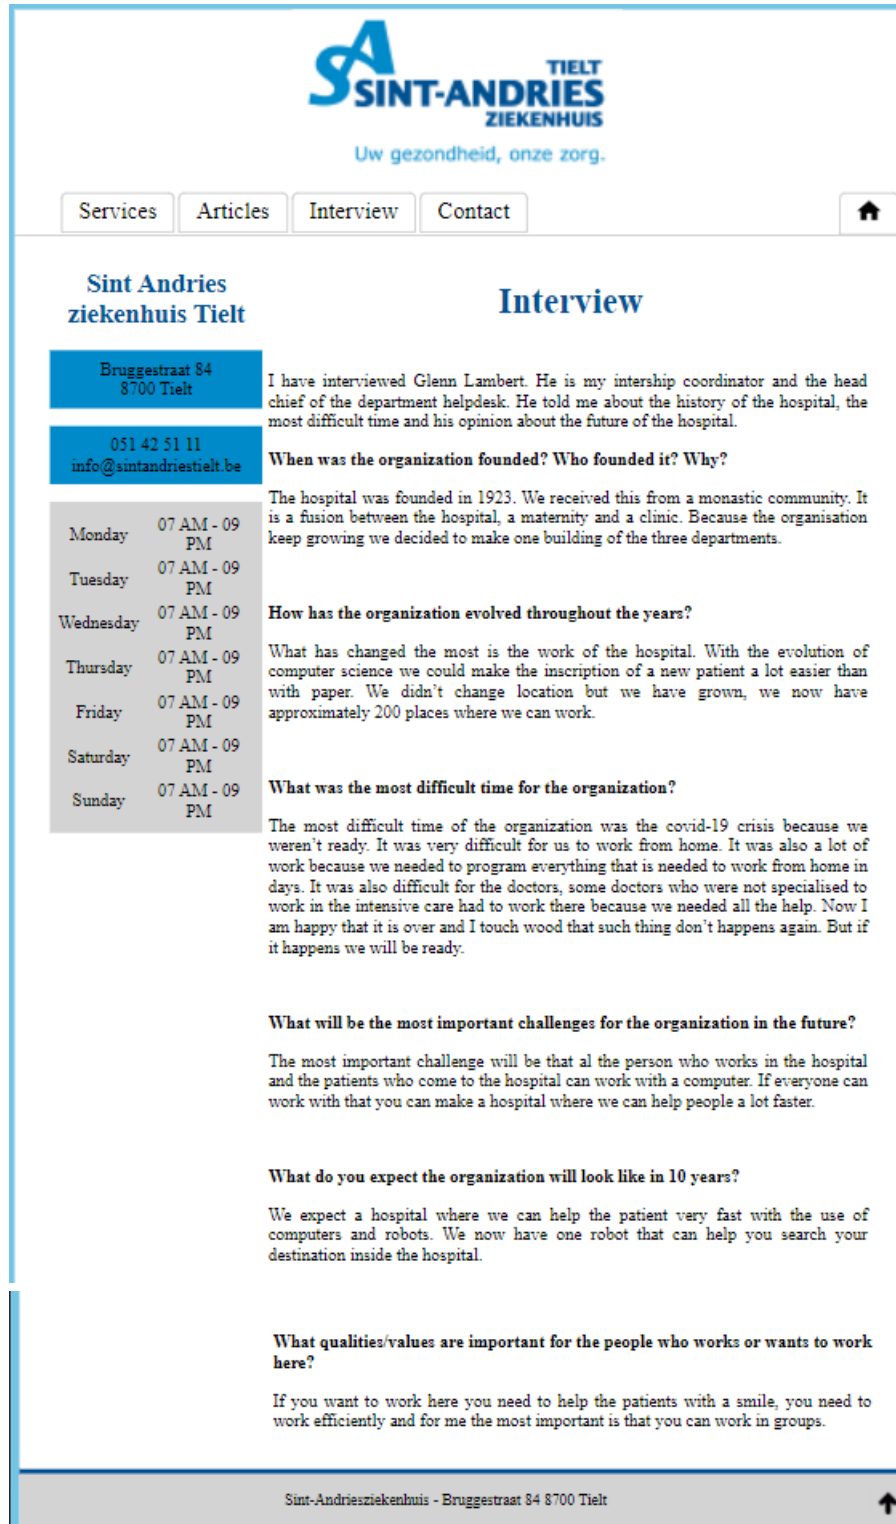 SA
TIELT
SINT-ANDRIES
ZIEKENHUIS
Uw gezondheid, onze zorg.
Services
Articles
Interview
Contact
Sint Andries
ziekenhuis Tielt
Bruggestraat 84
8700 Tielt
051 42 51 11
info@sintandriestielt.be
Monday 07 AM - 09
PM
Tuesday 07 AM - 09
PM
Wednesday 07 AM - 09
PM
Thursday 07 AM - 09
PM
Friday 07 AM - 09
PM
Saturday 07 AM - 09
PM
Sunday 07 AM - 09
PM
Interview
I have interviewed Glenn Lambert. He is my intership coordinator and the head
chief of the department helpdesk. He told me about the history of the hospital, the
most difficult time and his opinion about the future of the hospital.
When was the organization founded? Who founded it? Why?
The hospital was founded in 1923. We received this from a monastic community. It
is a fusion between the hospital, a maternity and a clinic. Because the organisation
keep growing we decided to make one building of the three departments.
How has the organization evolved throughout the years?
What has changed the most is the work of the hospital. With the evolution of
computer science we could make the inscription of a new patient a lot easier than
with paper. We didn't change location but we have grown, we now have
approximately 200 places where we can work.
What was the most difficult time for the organization?
The most difficult time of the organization was the covid-19 crisis because we
weren't ready. It was very difficult for us to work from home. It was also a lot of
work because we needed to program everything that is needed to work from home in
days. It was also difficult for the doctors, some doctors who were not specialised to
work in the intensive care had to work there because we needed all the help. Now I
am happy that it is over and I touch wood that such thing don't happens again. But if
it happens we will be ready.
What will be the most important challenges for the organization in the future?
The most important challenge will be that al the person who works in the hospital
and the patients who come to the hospital can work with a computer. If everyone can
work with that you can make a hospital where we can help people a lot faster.
What do you expect the organization will look like in 10 years?
We expect a hospital where we can help the patient very fast with the use of
computers and robots. We now have one robot that can help you search your
destination inside the hospital.
What qualities/values are important for the people who works or wants to work
here?
If you want to work here you need to help the patients with a smile, you need to
work efficiently and for me the most important is that you can work in groups.
Sint-Andriesziekenhuis - Bruggestraat 84 8700 Tielt